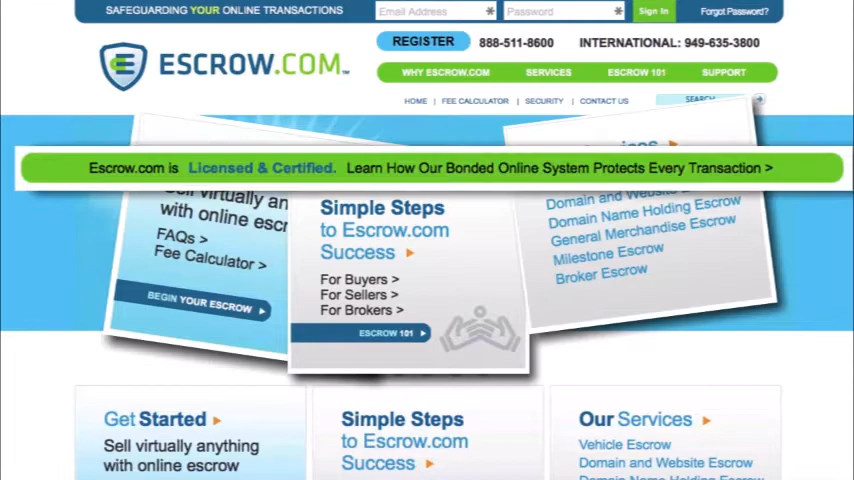 SAFEGUARDING YOUR ONLINE TRANSACTIONS
Email Address
Password
Sign In
Forgot Password?
REGISTER
888-511-8600
INTERNATIONAL: 949-635-3800
ESCROW.COM™
WHY ESCROW.COM
SERVICES
ESCROW 101
SUPPORT
HOME | FEE CALCULATOR | SECURITY | CONTACT US
SEARCH
Escrow.com is Licensed & Certified. Learn How Our Bonded Online System Protects Every Transaction >
Sell virtually an
with online escr
FAQs >
Fee Calculator >
BEGIN YOUR ESCROW
Simple Steps
to Escrow.com
Success
For Buyers >
For Sellers >
For Brokers >
ESCROW 101
Domain and Website E
Domain Name Holding Escrow
General Merchandise Escrow
Milestone Escrow
Broker Escrow
Get Started
Sell virtually anything
with online escrow
Simple Steps
to Escrow.com
Success
Our Services
Vehicle Escrow
Domain and Website Escrow
Domain Name Holding Escrow